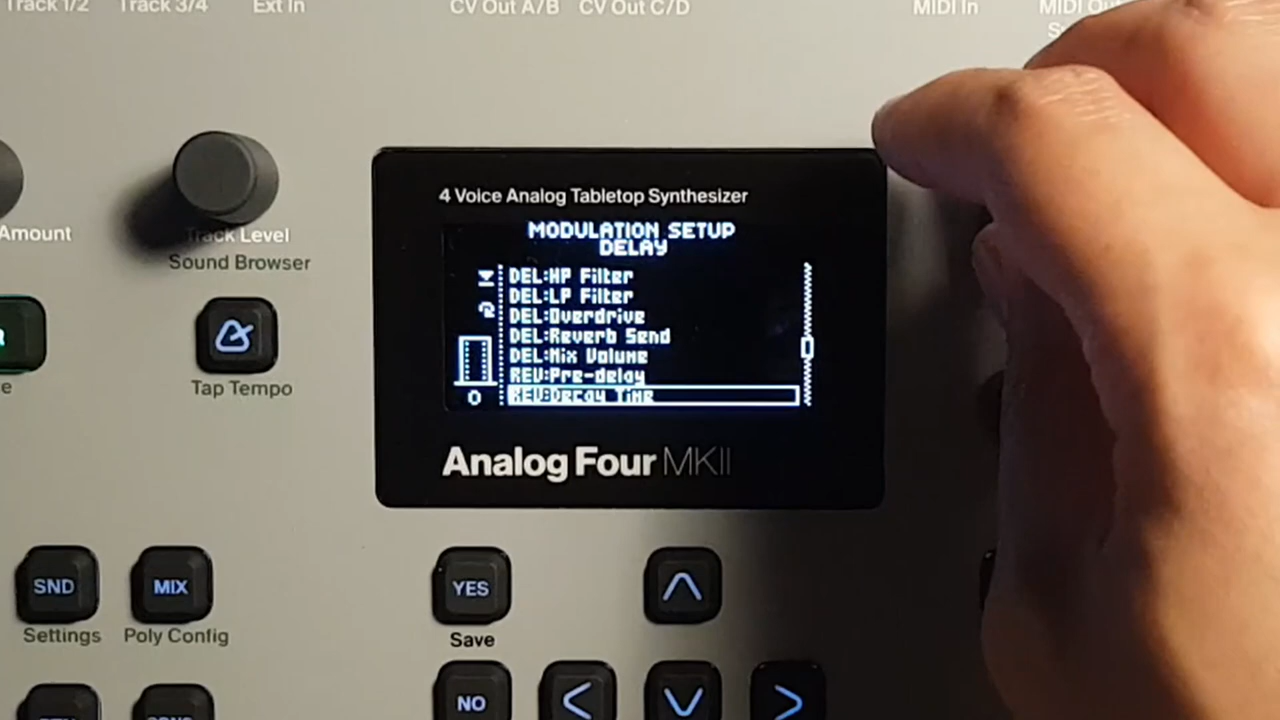 Track 1/2 Track 3/4 Ext In CV Out A/B CV Out C/D MIDI In MIDI Out
4 Voice Analog Tabletop Synthesizer
Amount Track Level
Sound Browser
MODULATION SETUP
DELAY
DEL:HP Filter
DEL:LP Filter
DEL:Overdrive
DEL:Reverb Send
DEL:Mix Volume
REV:Pre-delay
REV:Decay Time
0
Tap Tempo
Analog Four MKII
SND MIX YES
Settings Poly Config Save
NO